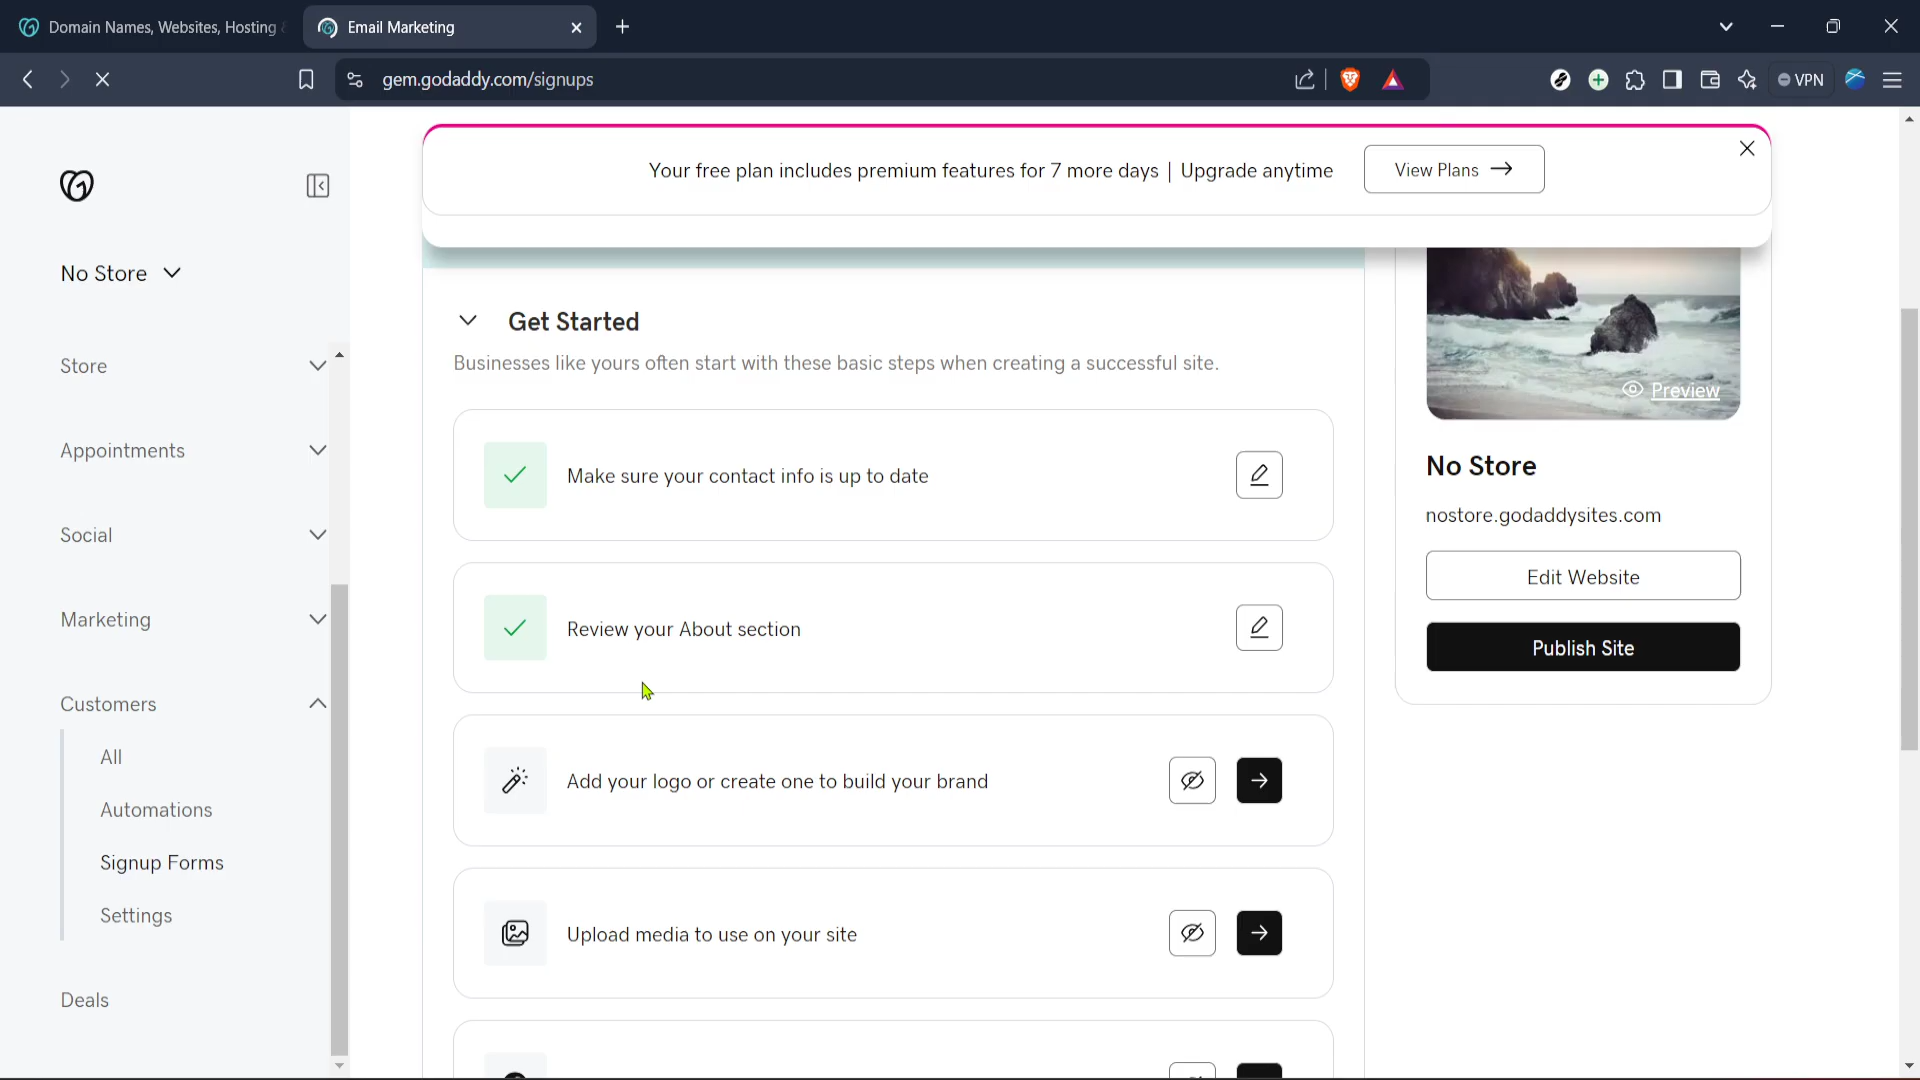 Domain Names, Websites, Hosting &
Email Marketing
gem.godaddy.com/signups
VPN
Your free plan includes premium features for 7 more days | Upgrade anytime
View Plans
No Store
Store
Appointments
Social
Marketing
Customers
All
Automations
Signup Forms
Settings
Deals
Get Started
Businesses like yours often start with these basic steps when creating a successful site.
Make sure your contact info is up to date
Review your About section
Add your logo or create one to build your brand
Upload media to use on your site
Preview
No Store
nostore.godaddysites.com
Edit Website
Publish Site